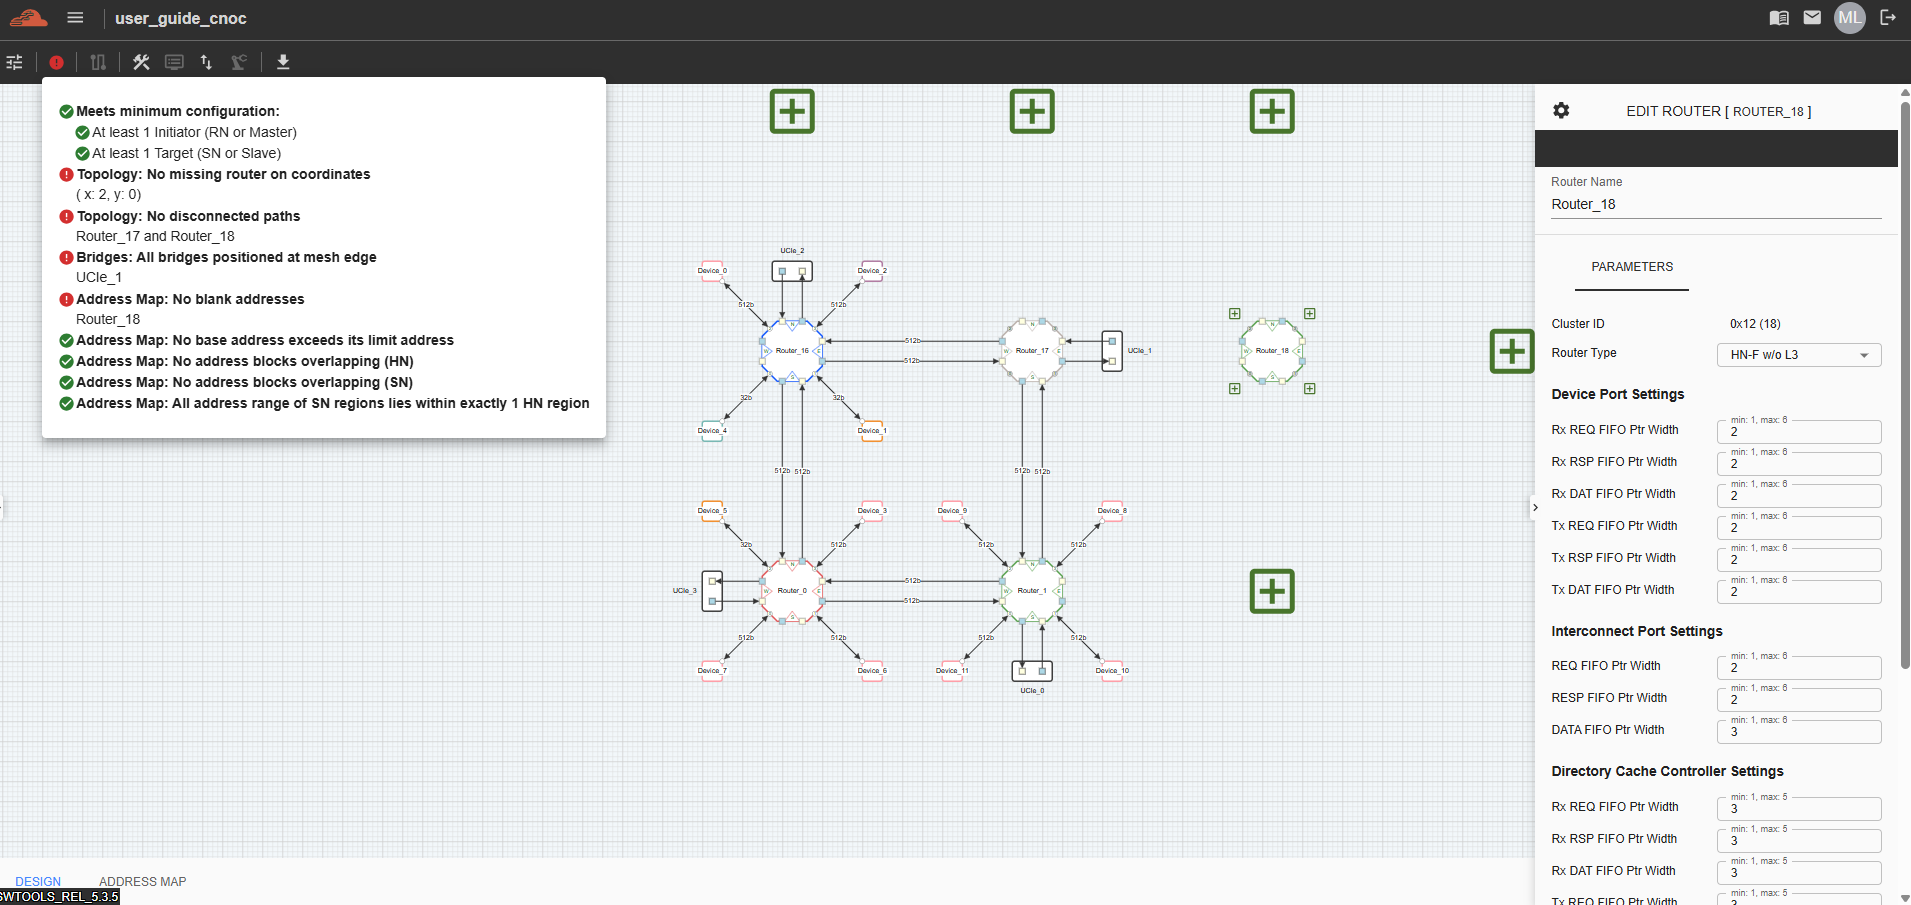 user_guide_cnoc
ML
Meets minimum configuration:
At least 1 Initiator (RN or Master)
At least 1 Target (SN or Slave)
Topology: No missing router on coordinates
( x: 2, y: 0)
Topology: No disconnected paths
Router_17 and Router_18
Bridges: All bridges positioned at mesh edge
UCIe_1
Address Map: No blank addresses
Router_18
Address Map: No base address exceeds its limit address
Address Map: No address blocks overlapping (HN)
Address Map: No address blocks overlapping (SN)
Address Map: All address range of SN regions lies within exactly 1 HN region
UCIe_2
Device_0
Device_2
512b
512b
512b
Router_16
Router_17
UCIe_1
Router_18
512b
32b
32b
Device_4
Device_1
512b 512b
512b 512b
Device_5
Device_3
Device_9
Device_8
32b
512b
512b
512b
512b
UCIe_3
Router_0
Router_1
512b
512b
512b
512b
512b
Device_7
Device_6
Device_11
Device_10
UCIe_0
EDIT ROUTER [ ROUTER_18 ]
Router Name
Router_18
PARAMETERS
Cluster ID 0x12 (18)
Router Type HN-F w/o L3
Device Port Settings
min: 1, max: 6
Rx REQ FIFO Ptr Width 2
min: 1, max: 6
Rx RSP FIFO Ptr Width 2
min: 1, max: 6
Rx DAT FIFO Ptr Width 2
min: 1, max: 6
Tx REQ FIFO Ptr Width 2
min: 1, max: 6
Tx RSP FIFO Ptr Width 2
min: 1, max: 6
Tx DAT FIFO Ptr Width 2
Interconnect Port Settings
min: 1, max: 6
REQ FIFO Ptr Width 2
min: 1, max: 6
RESP FIFO Ptr Width 2
min: 1, max: 6
DATA FIFO Ptr Width 3
Directory Cache Controller Settings
min: 1, max: 5
Rx REQ FIFO Ptr Width 3
min: 1, max: 5
Rx RSP FIFO Ptr Width 3
min: 1, max: 5
Rx DAT FIFO Ptr Width 3
min: 1, max: 5
Tx REQ FIFO Ptr Width
DESIGN ADDRESS MAP
SWTOOLS_REL_5.3.5